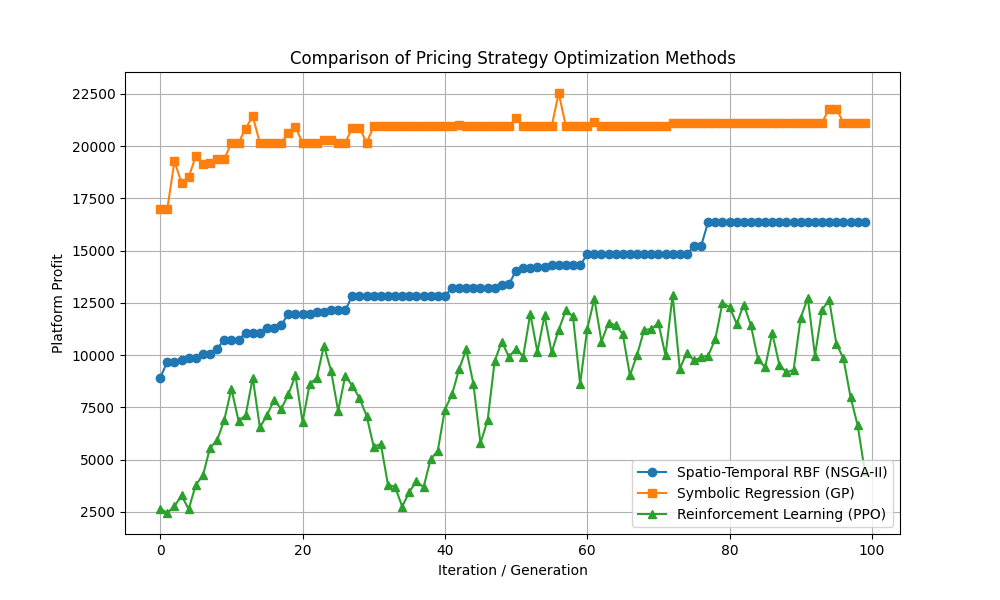 Comparison of Pricing Strategy Optimization Methods
Platform Profit
22500
20000
17500
15000
12500
10000
7500
5000
2500
Spatio-Temporal RBF (NSGA-II)
Symbolic Regression (GP)
Reinforcement Learning (PPO)
0 20 40 60 80 100
Iteration / Generation